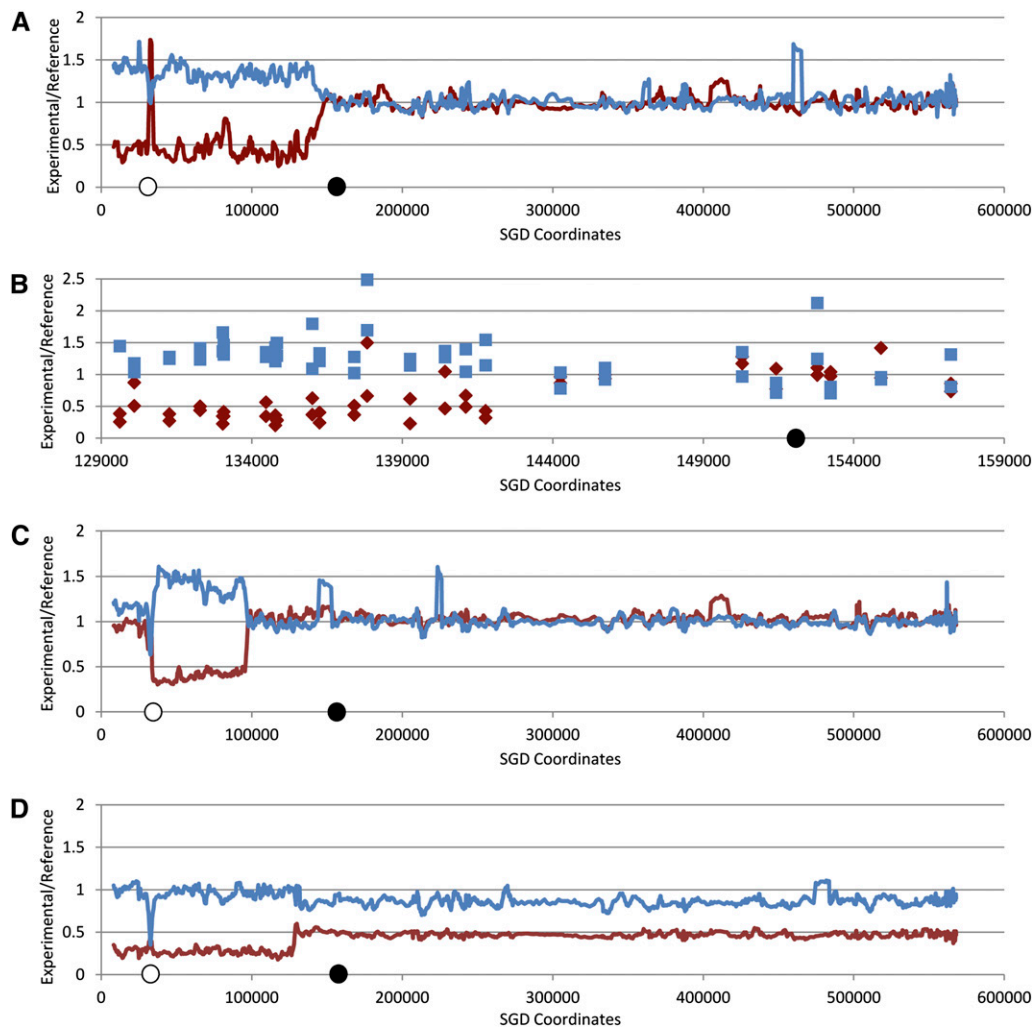 A
Experimental/Reference
2
1.5
1
0.5
0
0 100000 200000 300000 400000 500000 600000
SGD Coordinates
B
Experimental/Reference
2.5
2
1.5
1
0.5
0
129000 134000 139000 144000 149000 154000 159000
SGD Coordinates
C
Experimental/Reference
2
1.5
1
0.5
0
0 100000 200000 300000 400000 500000 600000
SGD Coordinates
D
Experimental/Reference
2
1.5
1
0.5
0
0 100000 200000 300000 400000 500000 600000
SGD Coordinates